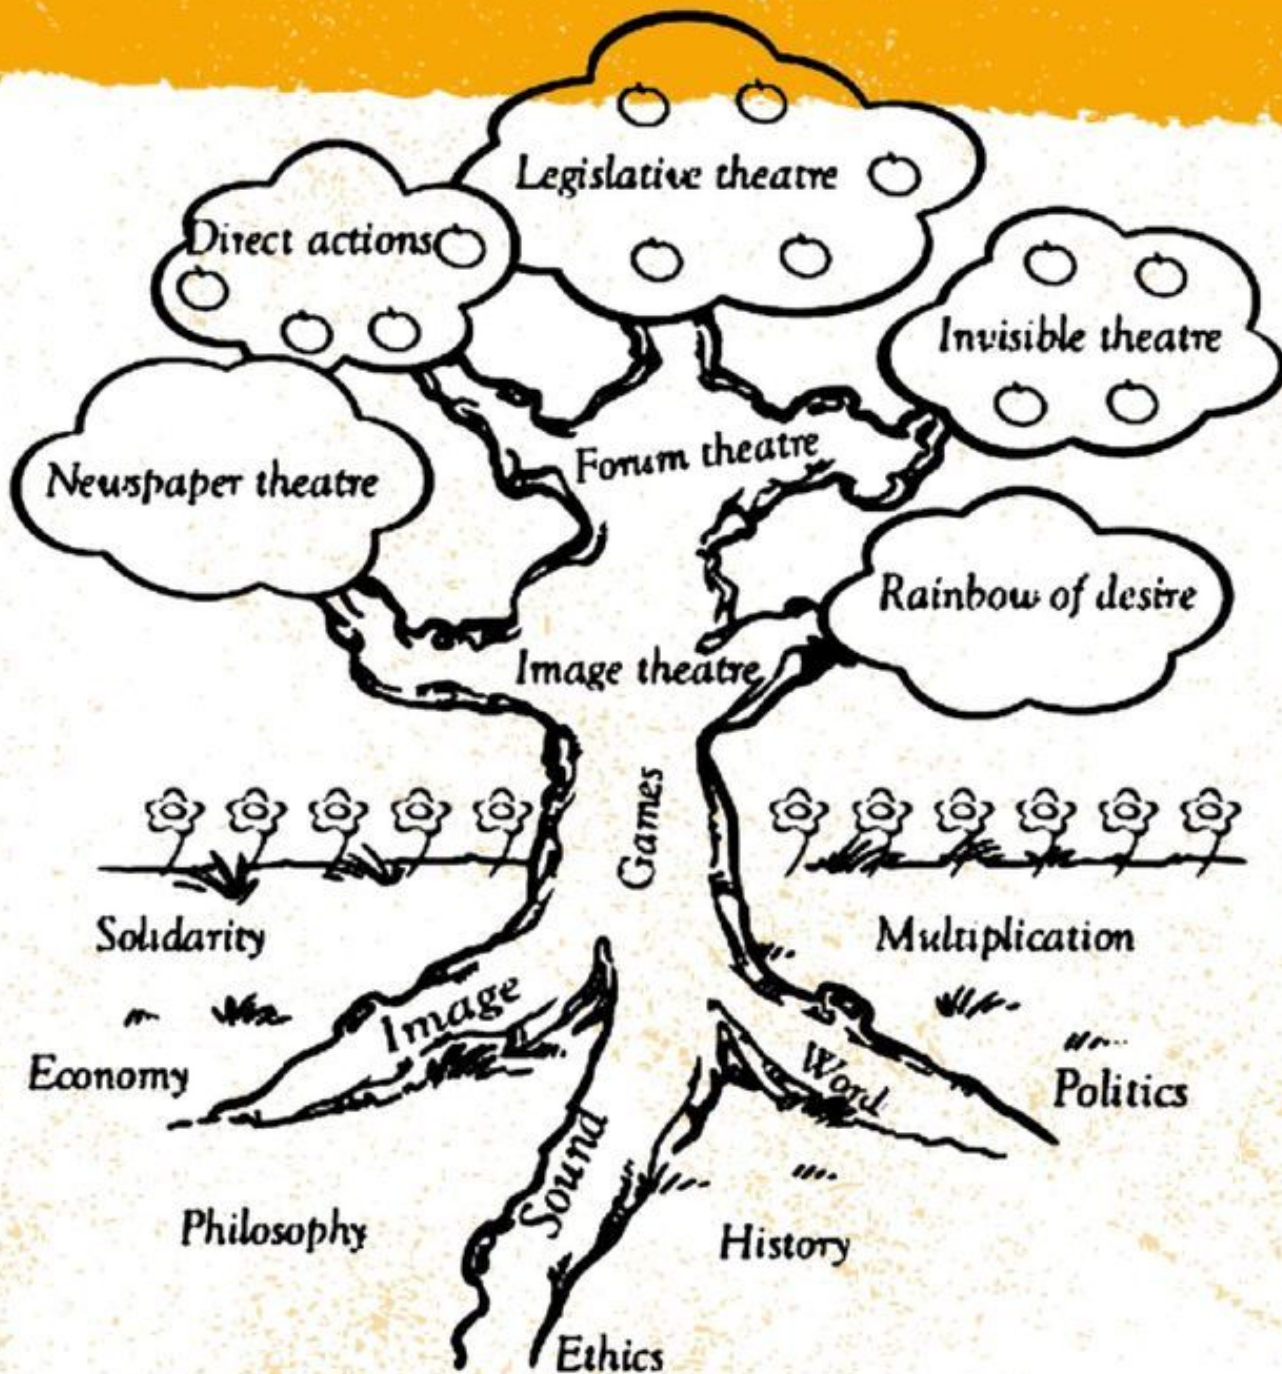 Legislative theatre
Direct actions
Invisible theatre
Forum theatre
Newspaper theatre
Rainbow of desire
Image theatre
Games
Solidarity
Multiplication
Image
Word
Economy
Politics
Sound
Philosophy
History
Ethics